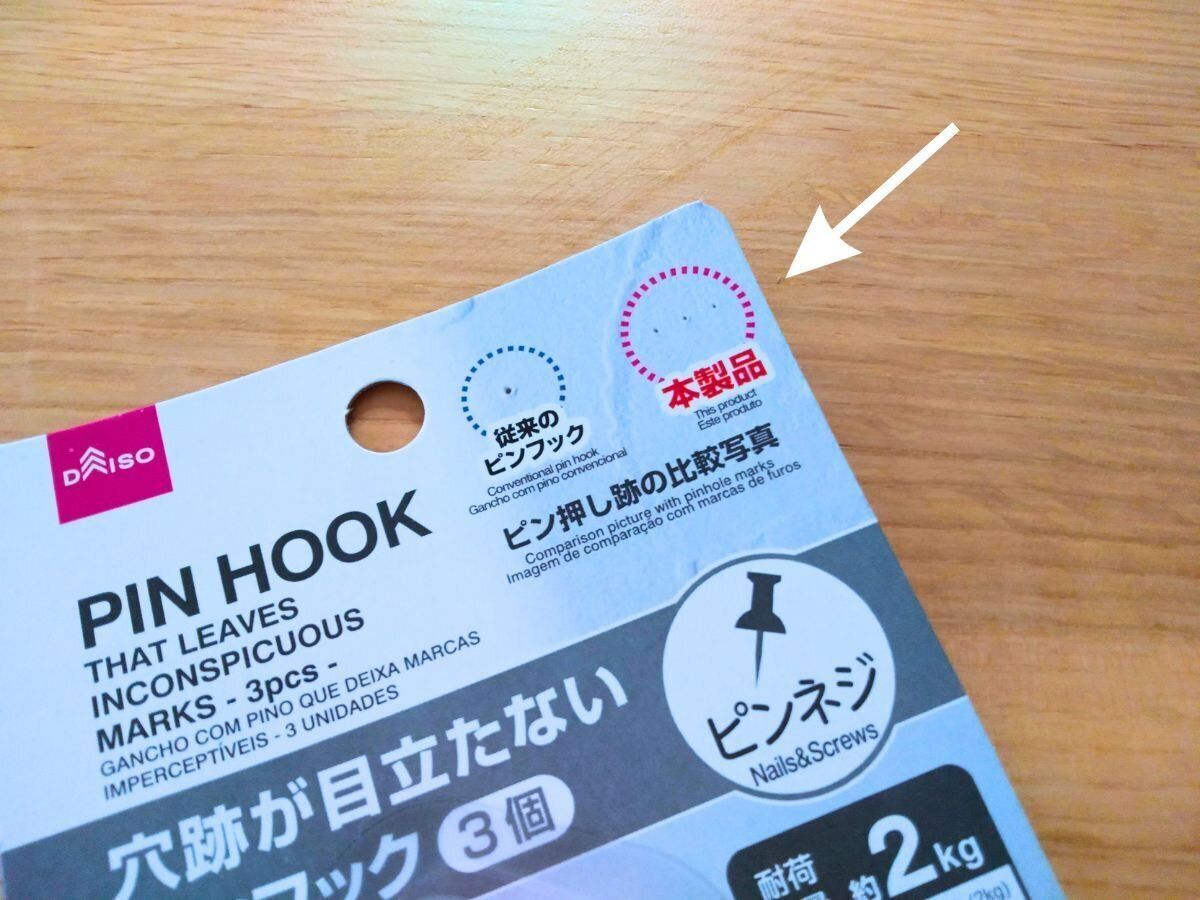 DAISO
従来の
ピンフック
Conventional pin hook
Gancho com pino convencional
本製品
This product
Este produto
ピン押し跡の比較写真
Comparison picture with pinhole marks
Imagem de comparação com marcas de furos
PIN HOOK
THAT LEAVES
INCONSPICUOUS
MARKS - 3pcs -
GANCHO COM PINO QUE DEIXA MARCAS
IMPERCEPTÍVEIS - 3 UNIDADES
ピンネジ
Nails&Screws
穴跡が目立たない
フック 3個
耐荷
約2kg
(2kg)